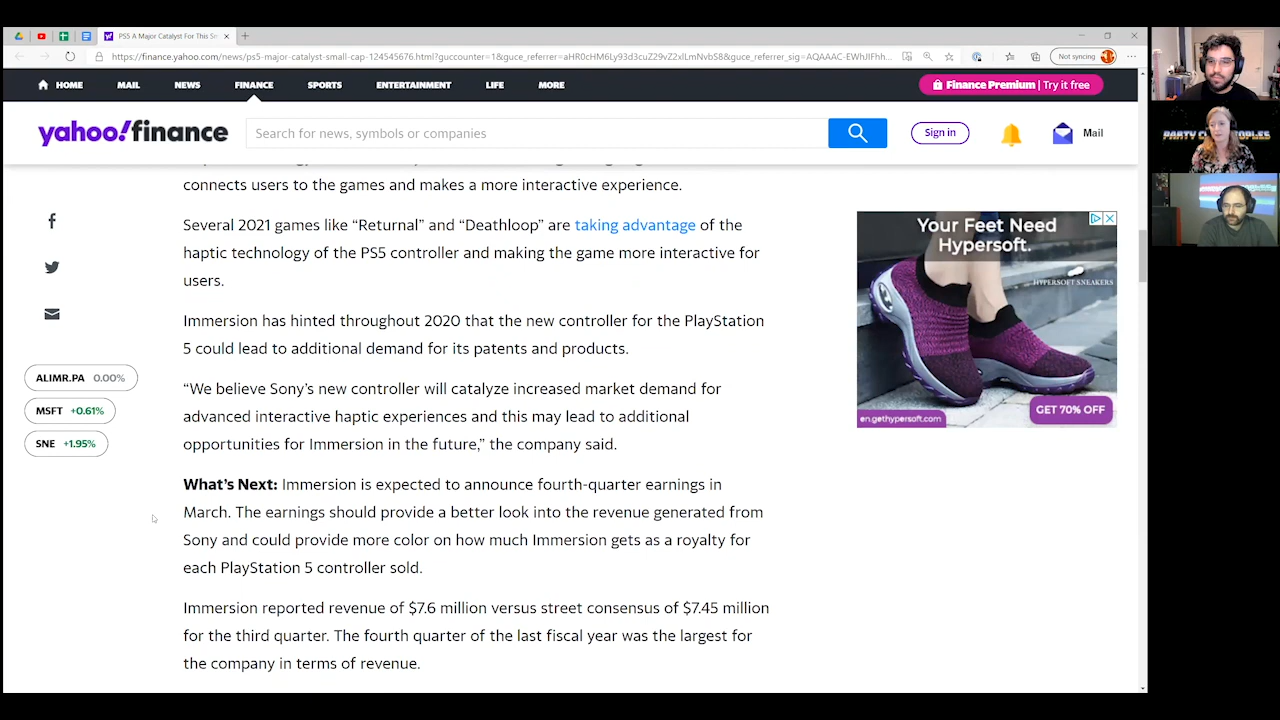 PS5 A Major Catalyst For This Sm
https://finance.yahoo.com/news/ps5-major-catalyst-small-cap-124545676.html?guccounter=1&guce_referrer=
Not syncing
HOME MAIL NEWS FINANCE SPORTS ENTERTAINMENT LIFE MORE
Finance Premium | Try it free
yahoo!finance
Search for news, symbols or companies
Sign in
Mail
connects users to the games and makes a more interactive experience.
Several 2021 games like “Returnal” and “Deathloop” are taking advantage of the
haptic technology of the PS5 controller and making the game more interactive for
users.
Immersion has hinted throughout 2020 that the new controller for the PlayStation
5 could lead to additional demand for its patents and products.
“We believe Sony’s new controller will catalyze increased market demand for
advanced interactive haptic experiences and this may lead to additional
opportunities for Immersion in the future,” the company said.
What’s Next: Immersion is expected to announce fourth-quarter earnings in
March. The earnings should provide a better look into the revenue generated from
Sony and could provide more color on how much Immersion gets as a royalty for
each PlayStation 5 controller sold.
Immersion reported revenue of $7.6 million versus street consensus of $7.45 million
for the third quarter. The fourth quarter of the last fiscal year was the largest for
the company in terms of revenue.
ALIMR.PA 0.00%
MSFT +0.61%
SNE +1.95%
Your Feet Need
Hypersoft.
HYPERSOFT SNEAKERS
GET 70% OFF
en.gethypersoft.com
PARTY